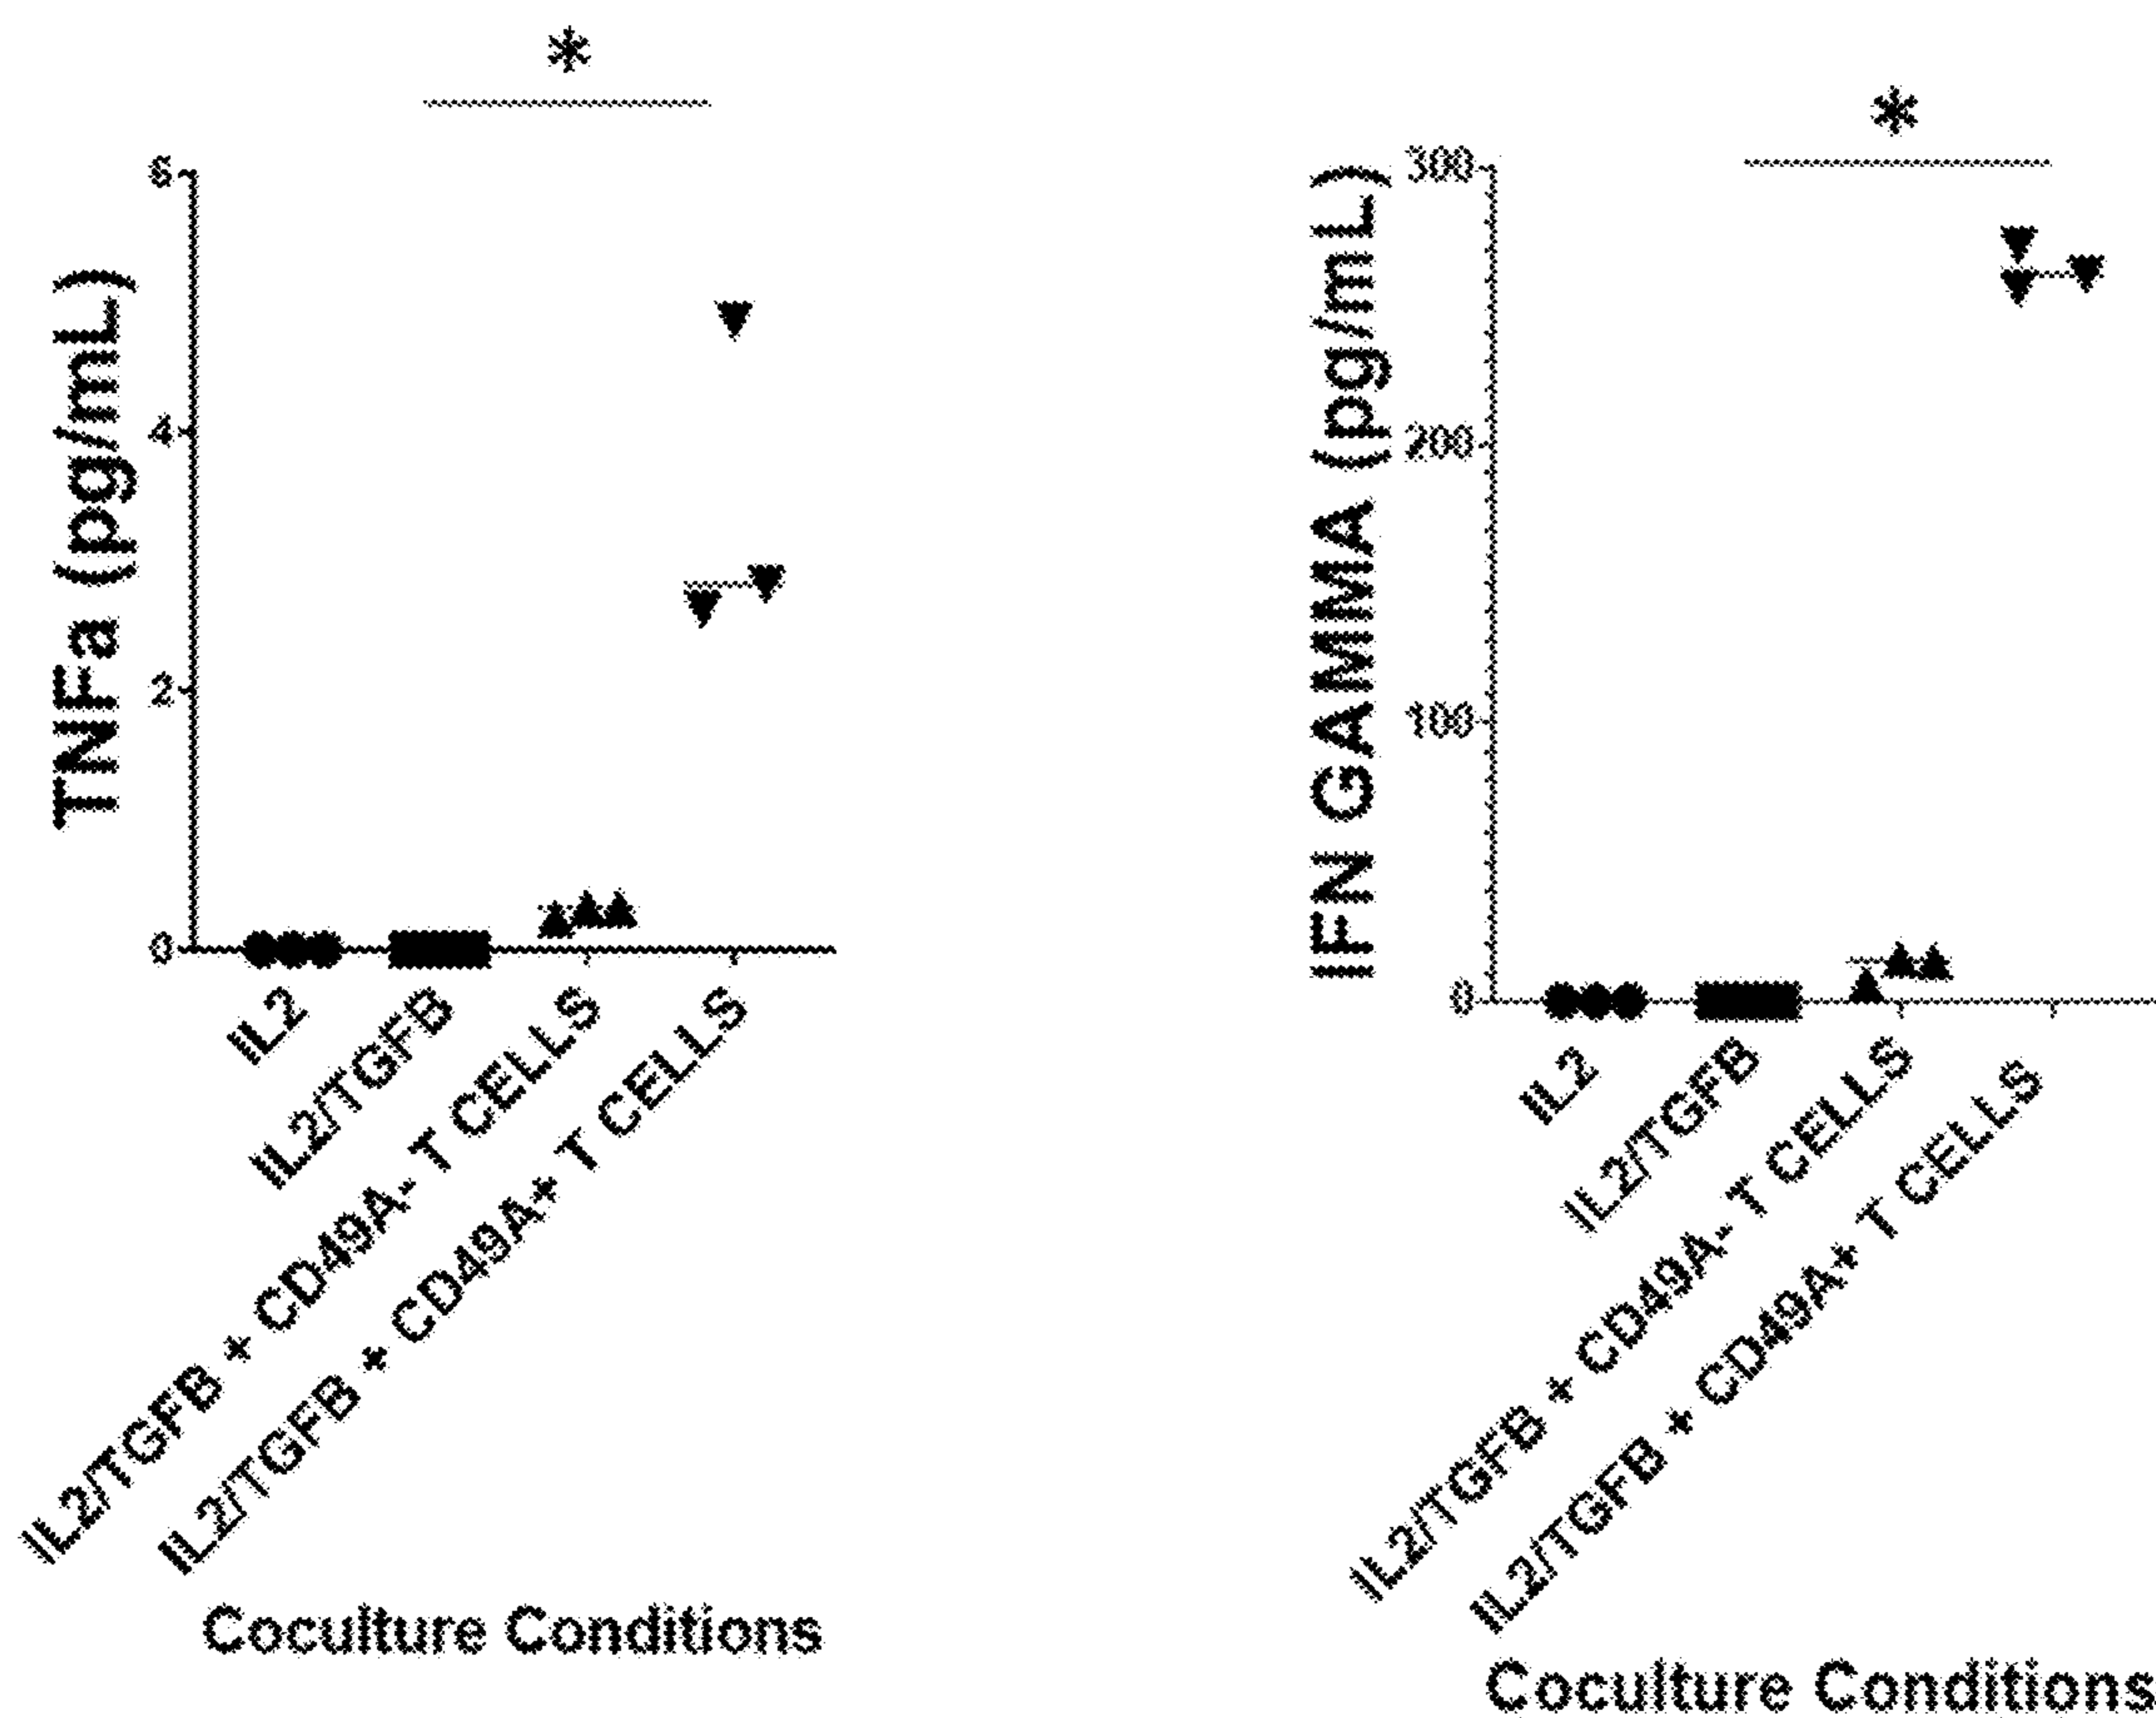 *
*
TNFa (pg/mL)
4
2
0
IL2
IL2/TGFB
IL2/TGFB + CD49A- T CELLS
IL2/TGFB + CD49A+ T CELLS
Coculture Conditions
IFN GAMMA (pg/mL)
300
200
100
0
IL2
IL2/TGFB
IL2/TGFB + CD49A- T CELLS
IL2/TGFB + CD49A+ T CELLS
Coculture Conditions